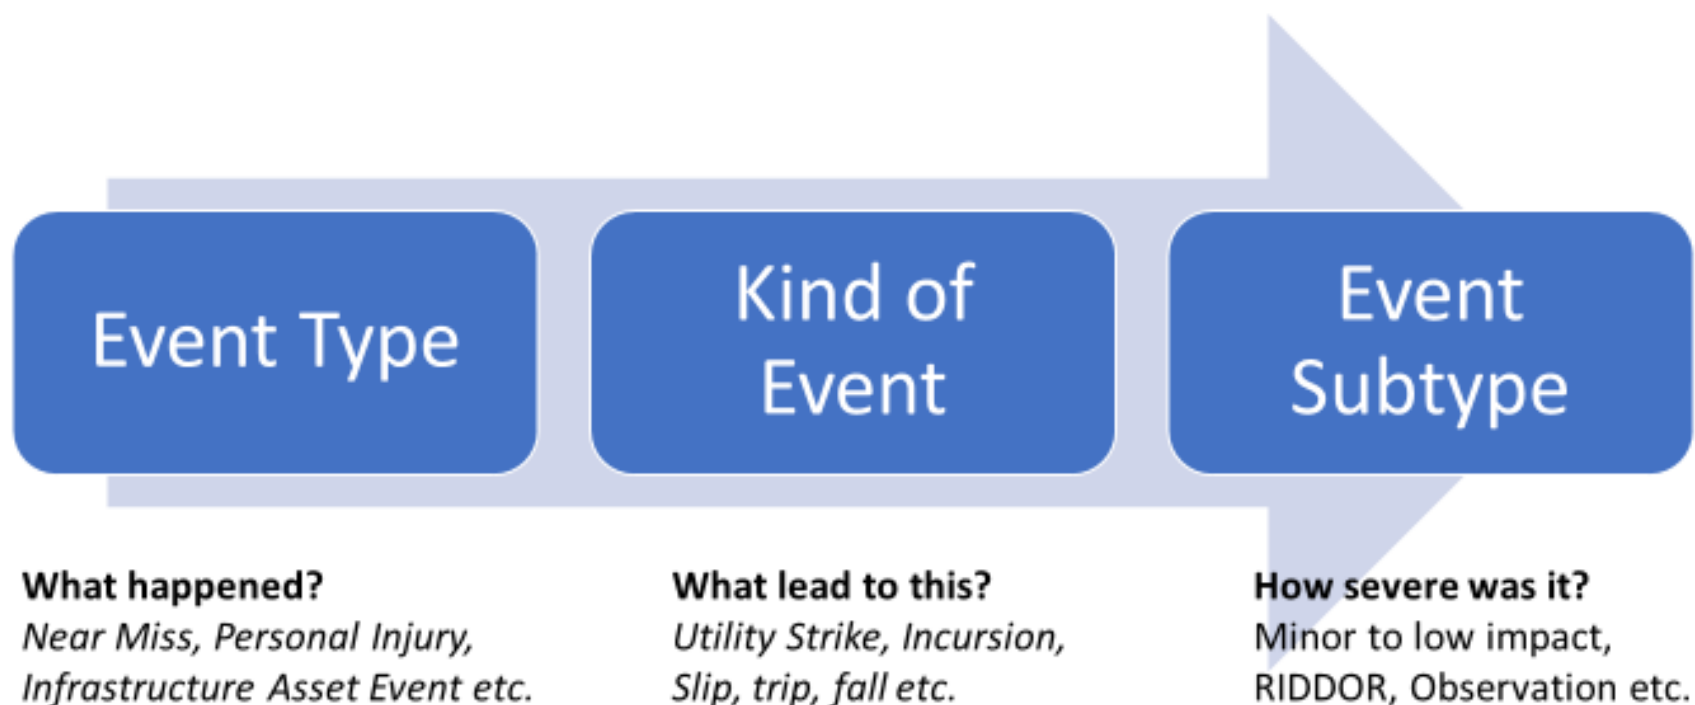 Event Type
Kind of
Event
Event
Subtype
What happened?
Near Miss, Personal Injury,
Infrastructure Asset Event etc.
What lead to this?
Utility Strike, Incursion,
Slip, trip, fall etc.
How severe was it?
Minor to low impact,
RIDDOR, Observation etc.